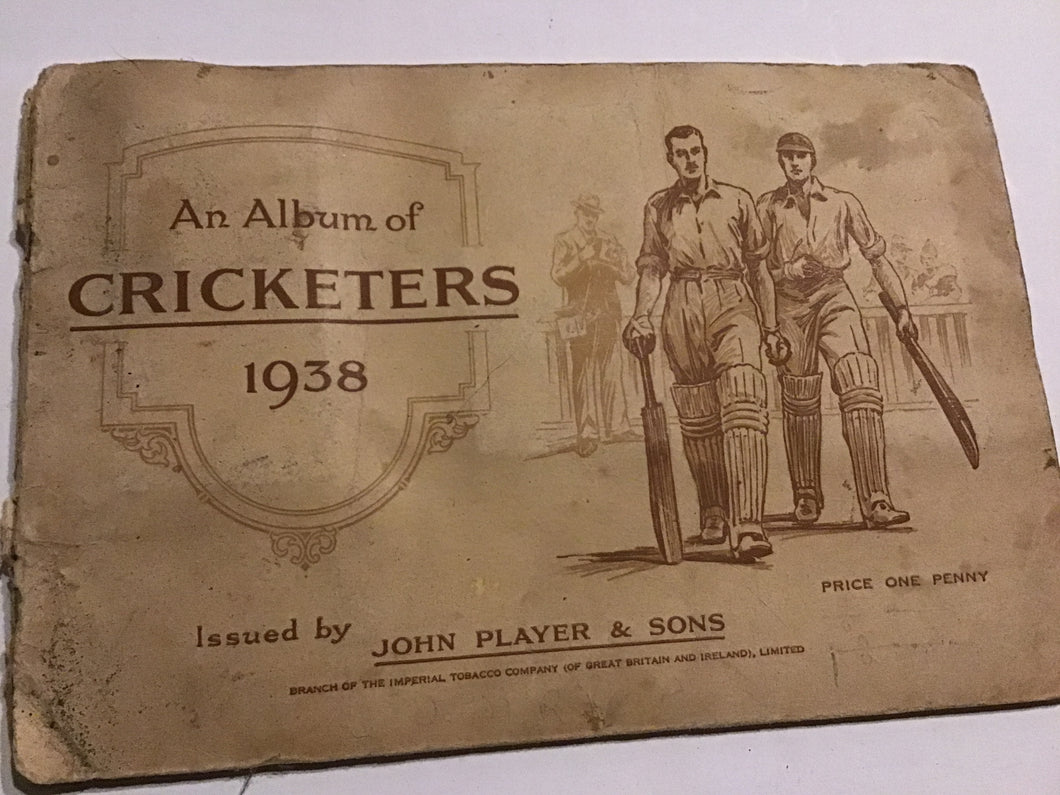 An Album of
CRICKETERS
1938
PRICE ONE PENNY
Issued by JOHN PLAYER & SONS
BRANCH OF THE IMPERIAL TOBACCO COMPANY (OF GREAT BRITAIN AND IRELAND), LIMITED